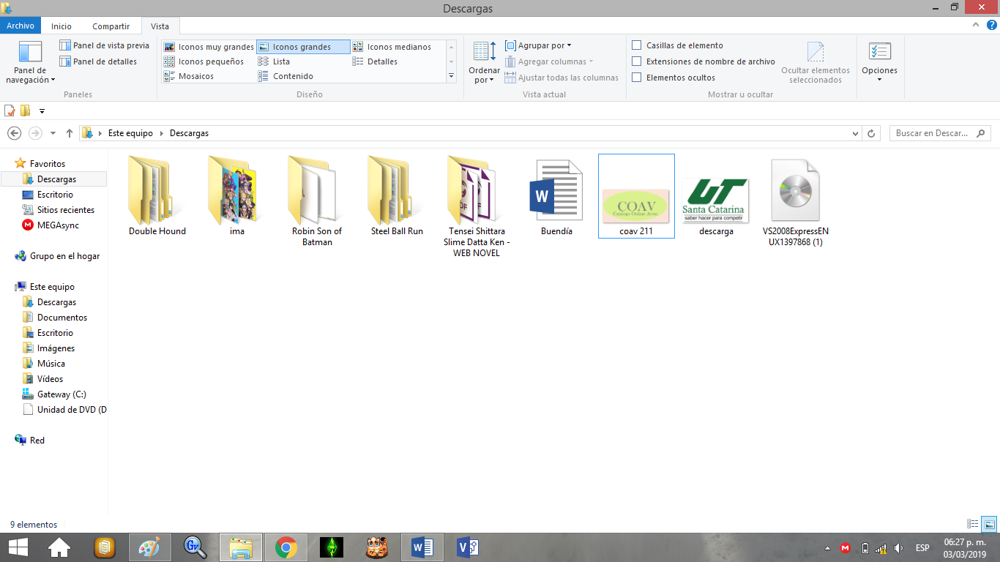 Descargas
Archivo Inicio Compartir Vista
Panel de navegación
Panel de vista previa
Panel de detalles
Paneles
Iconos muy grandes Iconos grandes Iconos medianos
Iconos pequeños Lista Detalles
Mosaicos Contenido
Diseño
Ordenar por
Agrupar por
Agregar columnas
Ajustar todas las columnas
Vista actual
Casillas de elemento
Extensiones de nombre de archivo
Elementos ocultos
Ocultar elementos
seleccionados
Mostrar u ocultar
Opciones
Este equipo Descargas
Buscar en Descar...
Favoritos
Descargas
Escritorio
Sitios recientes
MEGAsync
Grupo en el hogar
Este equipo
Descargas
Documentos
Escritorio
Imágenes
Música
Vídeos
Gateway (C:)
Unidad de DVD (D
Red
Double Hound
ima
Robin Son of
Batman
Steel Ball Run
PDF
Tensei Shittara
Slime Datta Ken -
WEB NOVEL
W
Buendía
COAV
Catálogo Online Avras
coav 211
UT
Santa Catarina
saber hacer para competir
descarga
VS2008ExpressEN
UX1397868 (1)
9 elementos
Gv
ESP
06:27 p. m.
03/03/2019